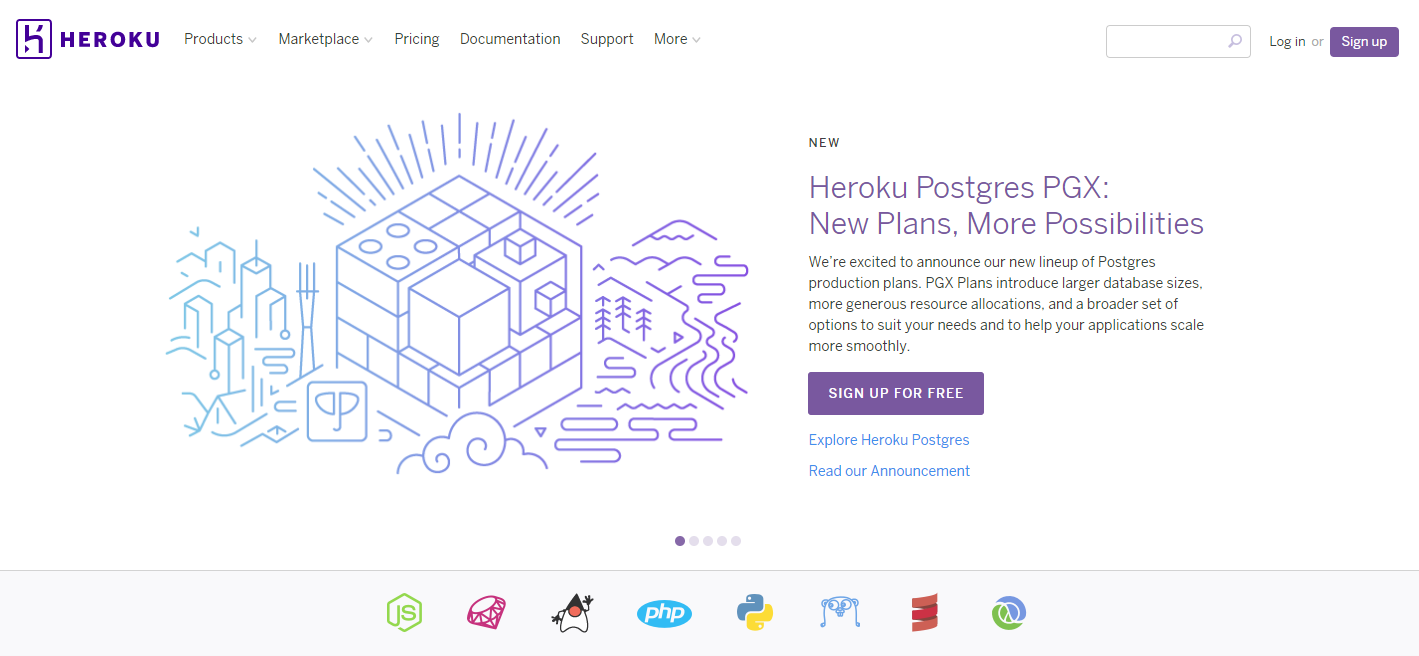 HEROKU
Products
Marketplace
Pricing
Documentation
Support
More
Log in or
Sign up
NEW
Heroku Postgres PGX:
New Plans, More Possibilities
We’re excited to announce our new lineup of Postgres
production plans. PGX Plans introduce larger database sizes,
more generous resource allocations, and a broader set of
options to suit your needs and to help your applications scale
more smoothly.
SIGN UP FOR FREE
Explore Heroku Postgres
Read our Announcement
JS
php